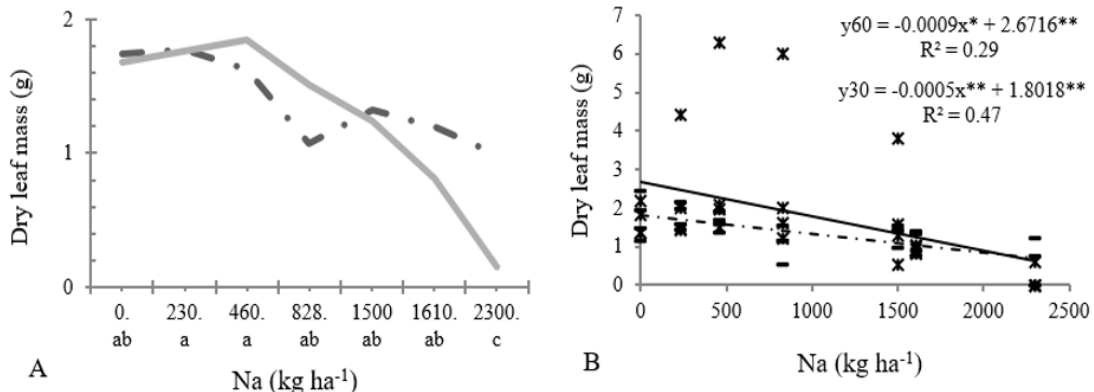 2
1
0
Dry leaf mass (g)
0. 230. 460. 828. 1500 1610. 2300.
ab a a ab ab ab c
A
Na (kg ha⁻¹)
7
6
5
4
3
2
1
0
Dry leaf mass (g)
y60 = -0.0009x* + 2.6716**
R² = 0.29
y30 = -0.0005x** + 1.8018**
R² = 0.47
0 500 1000 1500 2000 2500
B
Na (kg ha⁻¹)